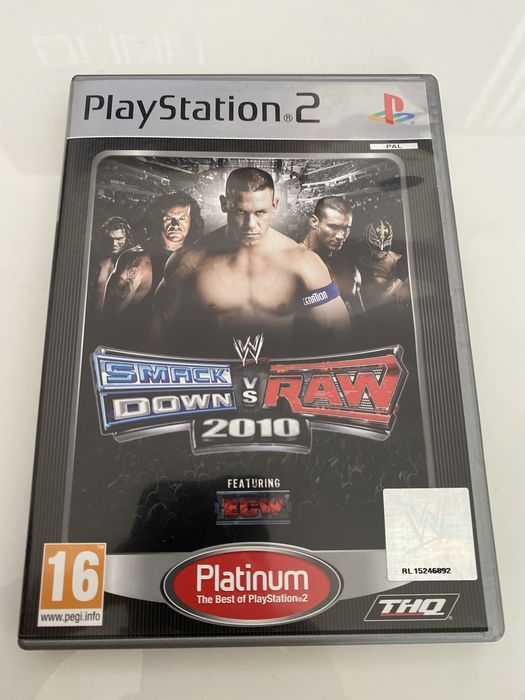 PlayStation®2
PAL
CENATION
W
SMACK
DOWN
VS
RAW
2010
FEATURING
ECW
RL 15246892
16
www.pegi.info
Platinum
The Best of PlayStation®2
THQ